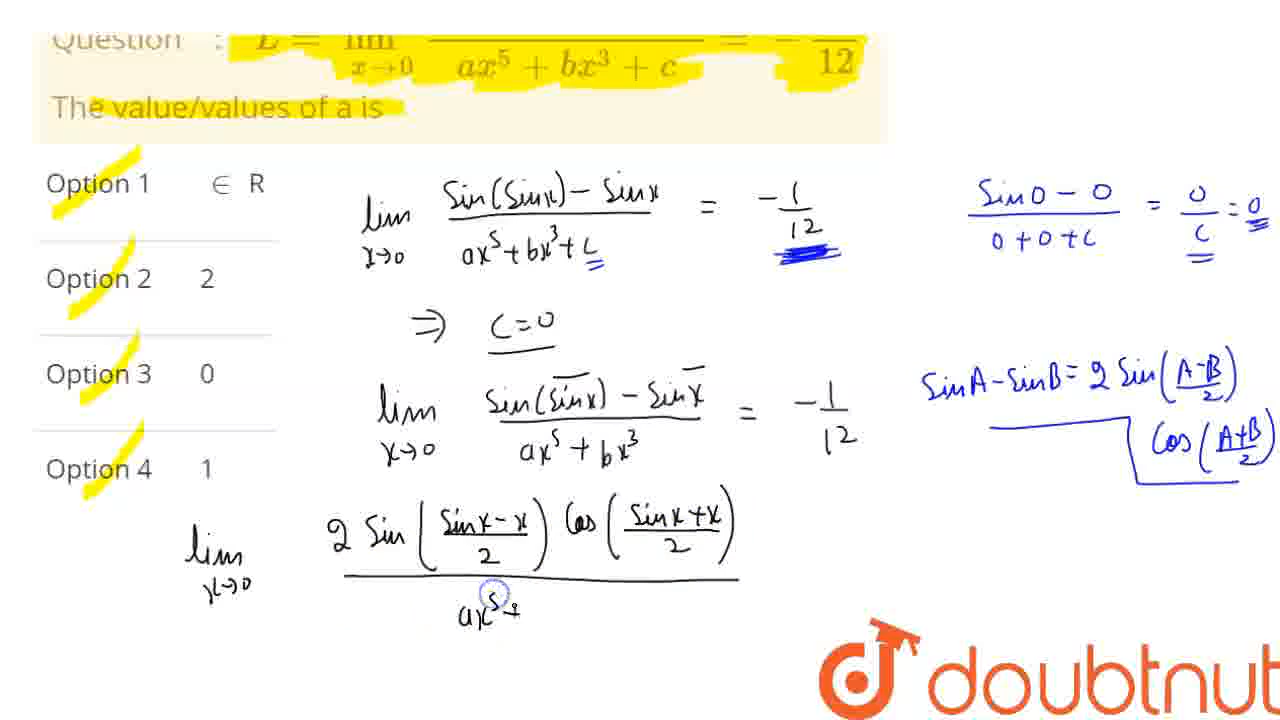 Question : L = lim x→0 / ax⁵ + bx³ + c = − / 12
The value/values of a is
Option 1 ∈ R
Option 2 2
Option 3 0
Option 4 1
lim x→0 Sin(Sinx) − Sinx / ax⁵ + bx³ + c = −1/12
Sin0 − 0 / 0 + 0 + c = 0/c = 0
⇒ c = 0
lim x→0 Sin(Sinx) − Sinx / ax⁵ + bx³ = −1/12
SinA − SinB = 2 Sin(A−B/2)
Cos(A+B/2)
lim x→0 2 Sin(Sinx − x / 2) Cos(Sinx + x / 2) / ax⁵ +
doubtnut